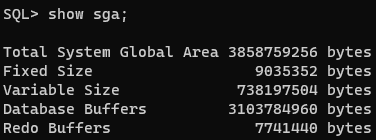 SQL> show sga;
Total System Global Area 3858759256 bytes
Fixed Size 9035352 bytes
Variable Size 738197504 bytes
Database Buffers 3103784960 bytes
Redo Buffers 7741440 bytes